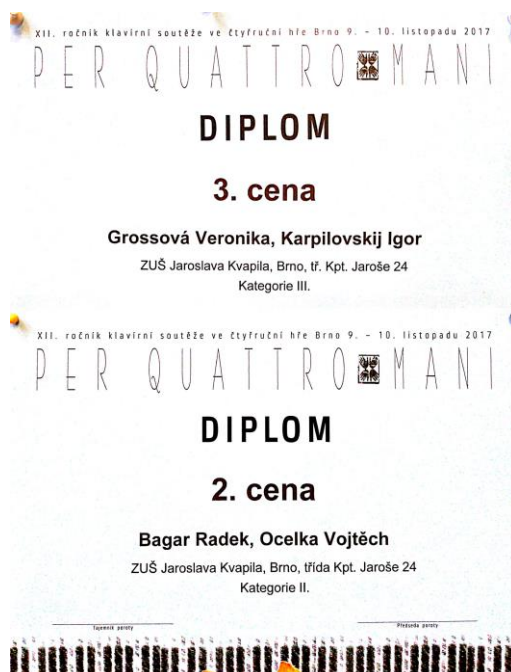 XII. ročník klavírní soutěže ve čtyřruční hře Brno 9. – 10. listopadu 2017
PER QUATTRO MANI
DIPLOM
3. cena
Grossová Veronika, Karpilovskij Igor
ZUŠ Jaroslava Kvapila, Brno, tř. Kpt. Jaroše 24
Kategorie III.
XII. ročník klavírní soutěže ve čtyřruční hře Brno 9. – 10. listopadu 2017
PER QUATTRO MANI
DIPLOM
2. cena
Bagar Radek, Ocelka Vojtěch
ZUŠ Jaroslava Kvapila, Brno, třída Kpt. Jaroše 24
Kategorie II.
Tajemník poroty
Předseda poroty